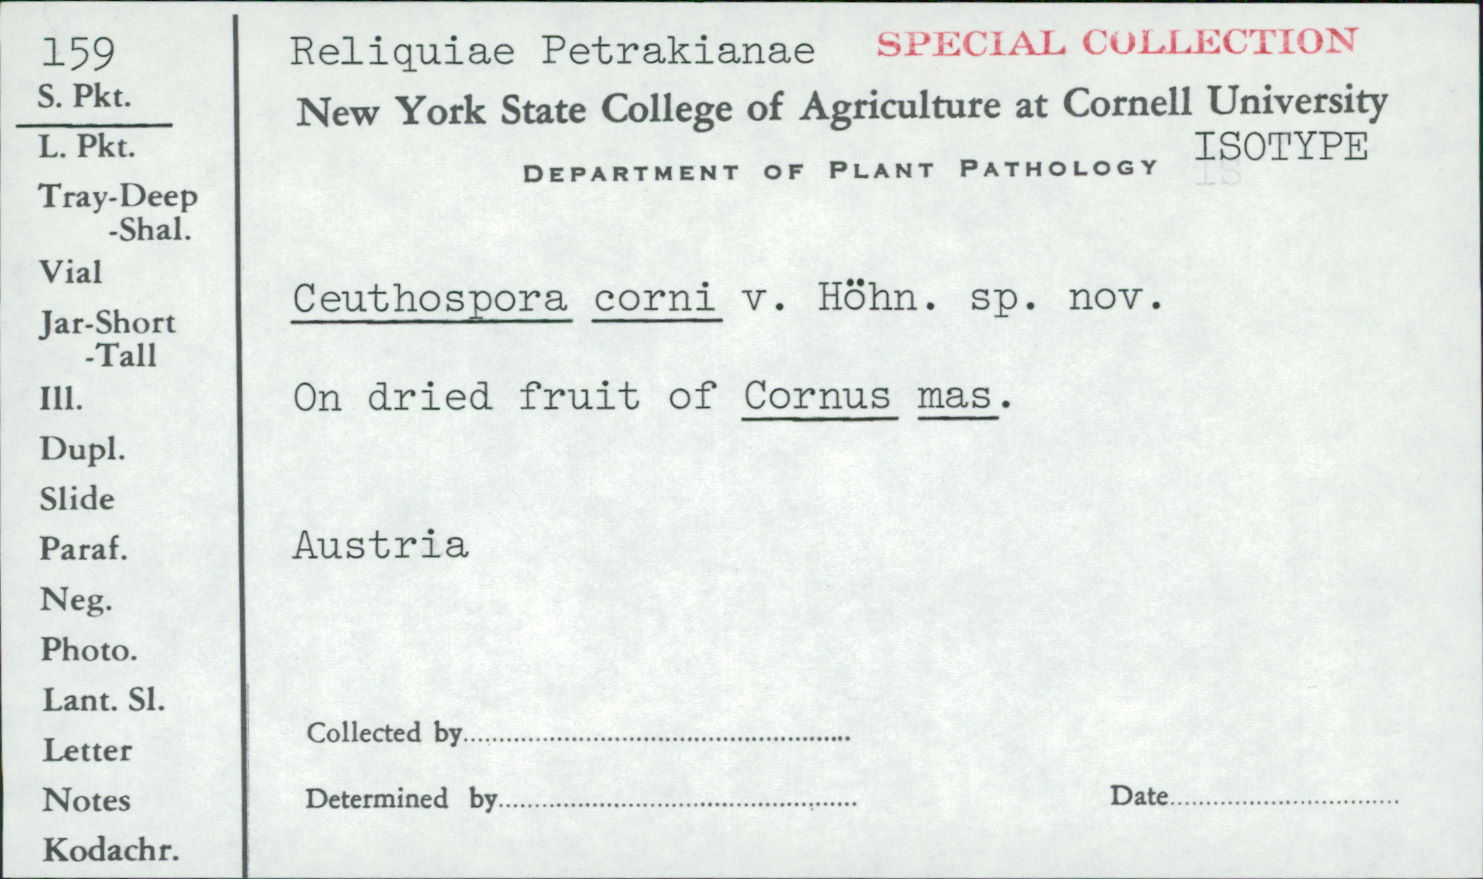 159
S. Pkt.
L. Pkt.
Tray-Deep
-Shal.
Vial
Jar-Short
-Tall
Ill.
Dupl.
Slide
Paraf.
Neg.
Photo.
Lant. Sl.
Letter
Notes
Kodachr.
Reliquiae Petrakianae SPECIAL COLLECTION
New York State College of Agriculture at Cornell University
DEPARTMENT OF PLANT PATHOLOGY ISOTYPE
IS
Ceuthospora corni v. Höhn. sp. nov.
On dried fruit of Cornus mas.
Austria
Collected by
Determined by Date